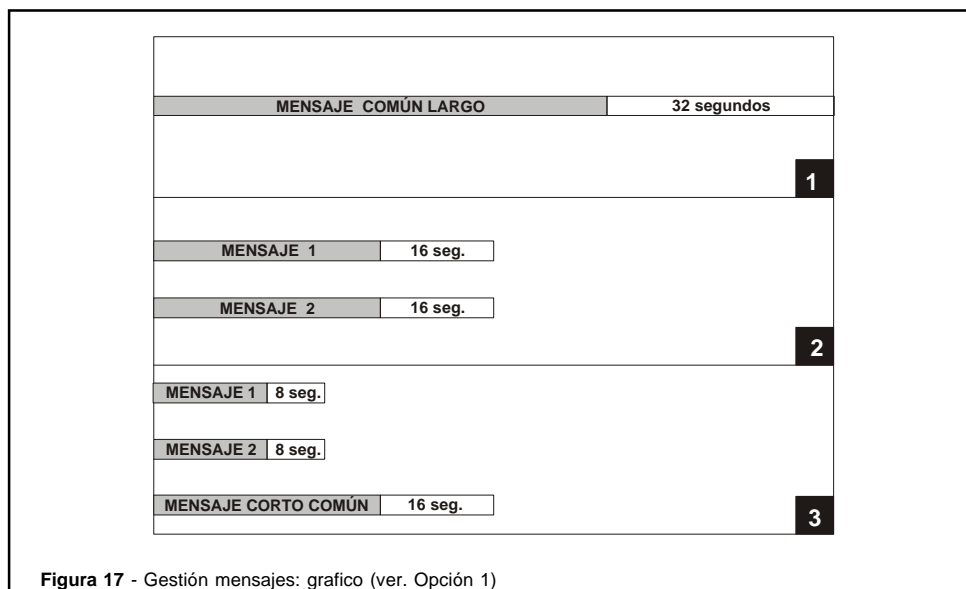 MENSAJE COMÚN LARGO 32 segundos
1
MENSAJE 1 16 seg.
MENSAJE 2 16 seg.
2
MENSAJE 1 8 seg.
MENSAJE 2 8 seg.
MENSAJE CORTO COMÚN 16 seg.
3
Figura 17 - Gestión mensajes: grafico (ver. Opción 1)